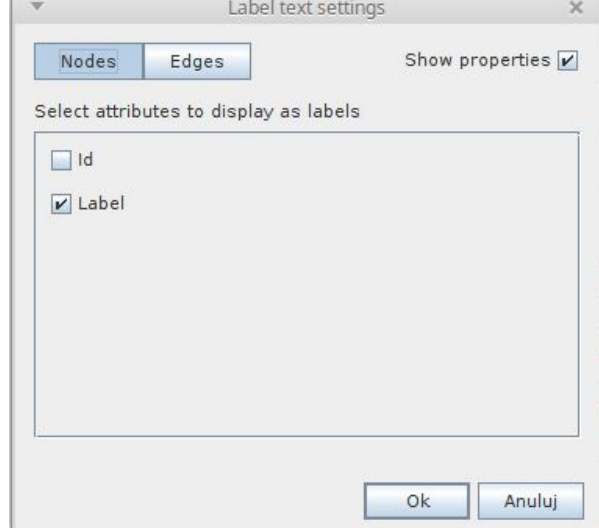 Label text settings
Nodes Edges Show properties
Select attributes to display as labels
Id
Label
Ok Anuluj